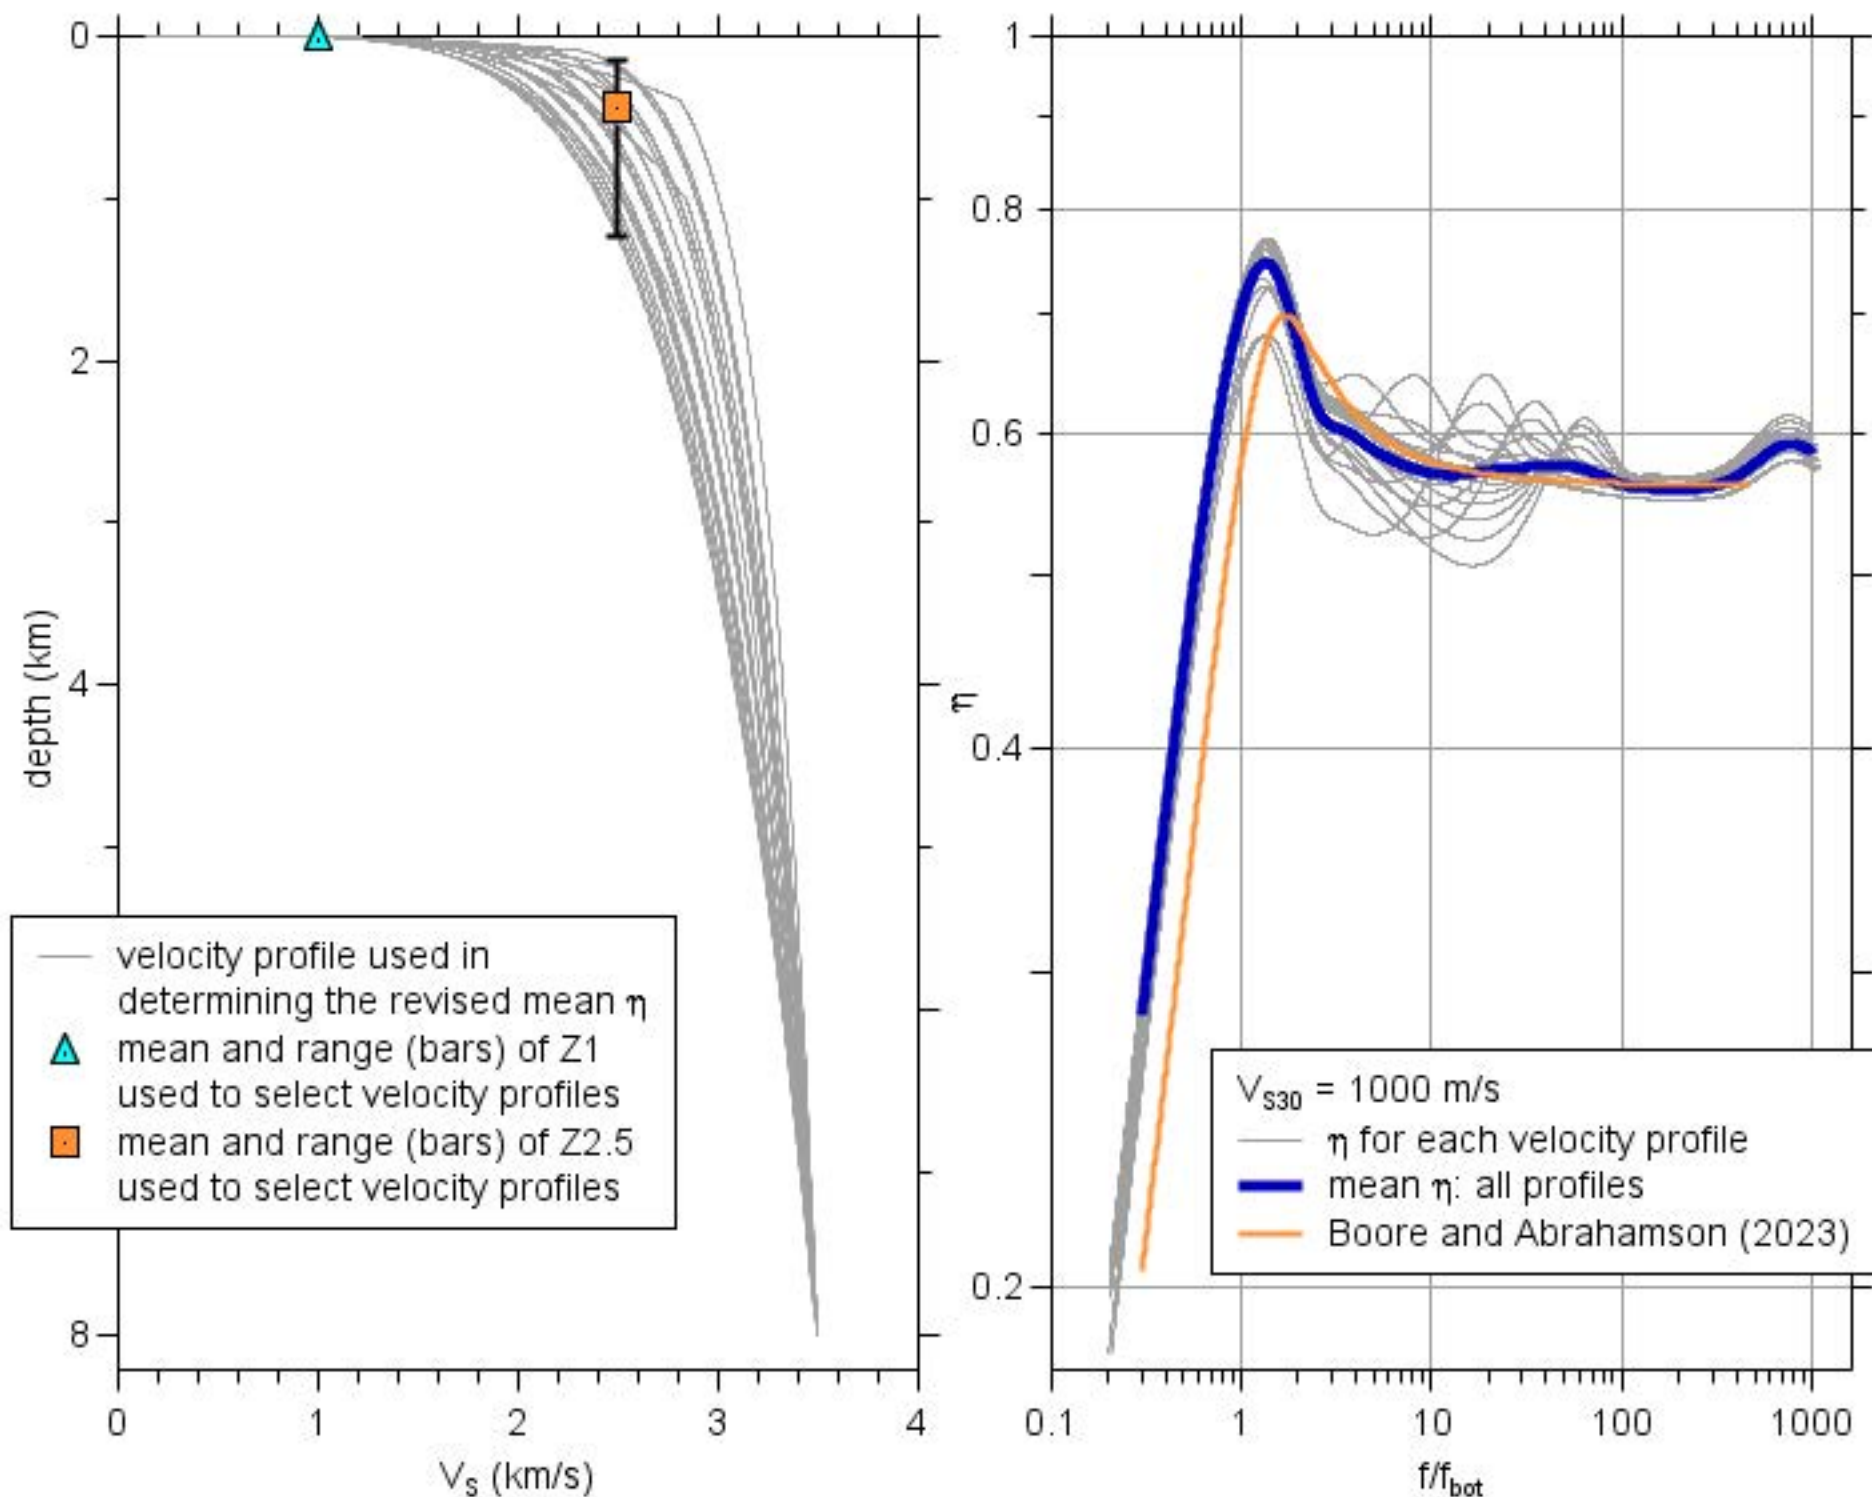 0
2
4
8
depth (km)
0
1
2
3
4
V_S (km/s)
velocity profile used in
determining the revised mean η
mean and range (bars) of Z1
used to select velocity profiles
mean and range (bars) of Z2.5
used to select velocity profiles
1
0.8
0.6
0.4
0.2
η
0.1
1
10
100
1000
f/f_bot
V_S30 = 1000 m/s
η for each velocity profile
mean η: all profiles
Boore and Abrahamson (2023)